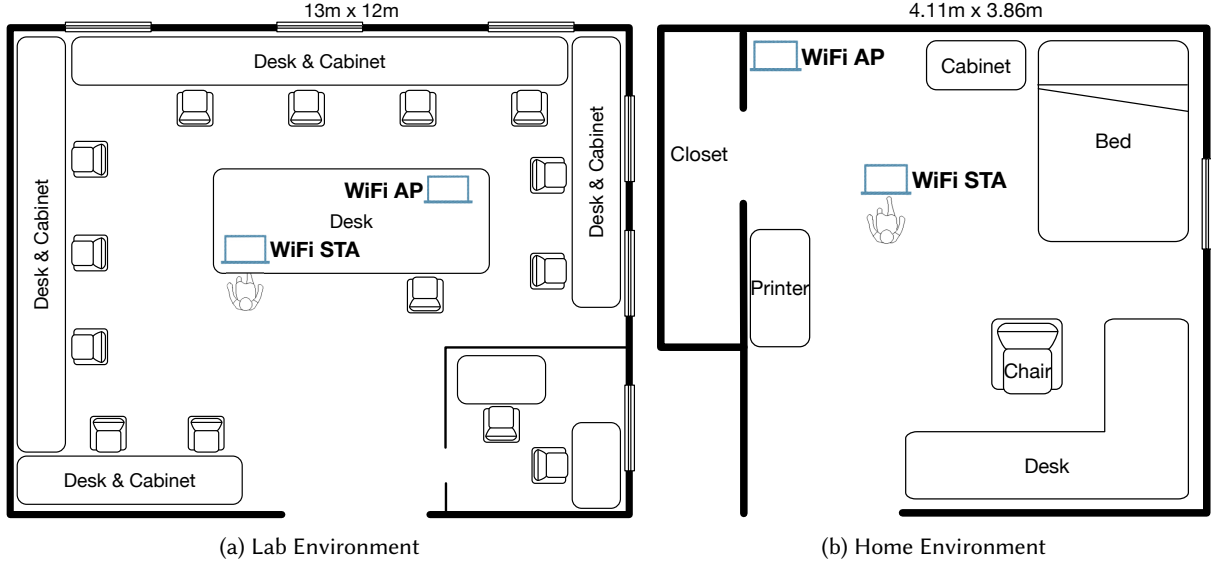 13m x 12m
Desk & Cabinet
Desk & Cabinet
Desk & Cabinet
WiFi AP
Desk
WiFi STA
Desk & Cabinet
(a) Lab Environment
4.11m x 3.86m
WiFi AP
Cabinet
Closet
Bed
WiFi STA
Printer
Chair
Desk
(b) Home Environment